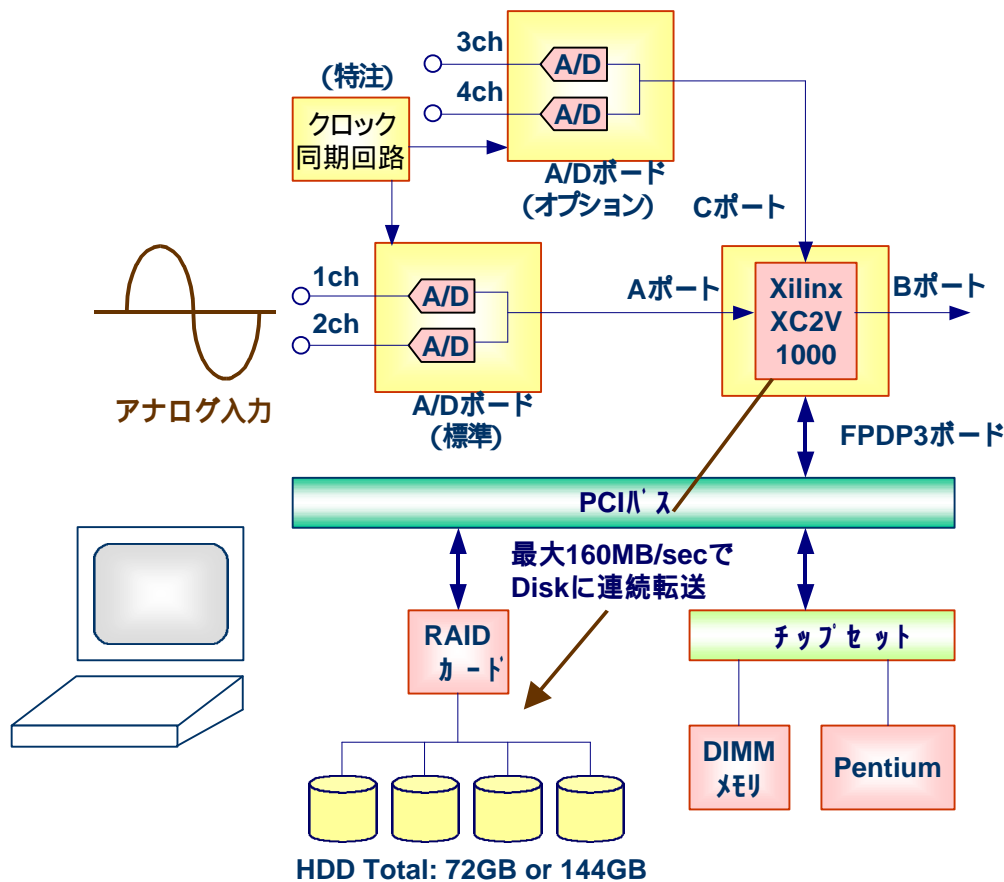 3ch
A/D
(特注)
4ch
A/D
クロック
同期回路
A/Dボード
(オプション)
Cポート
1ch
A/D
Aポート
Xilinx
XC2V
1000
Bポート
2ch
A/D
アナログ入力
A/Dボード
(標準)
FPDP3ボード
PCIバス
最大160MB/secで
Diskに連続転送
RAID
カード
チップセット
DIMM
メモリ
Pentium
HDD Total: 72GB or 144GB